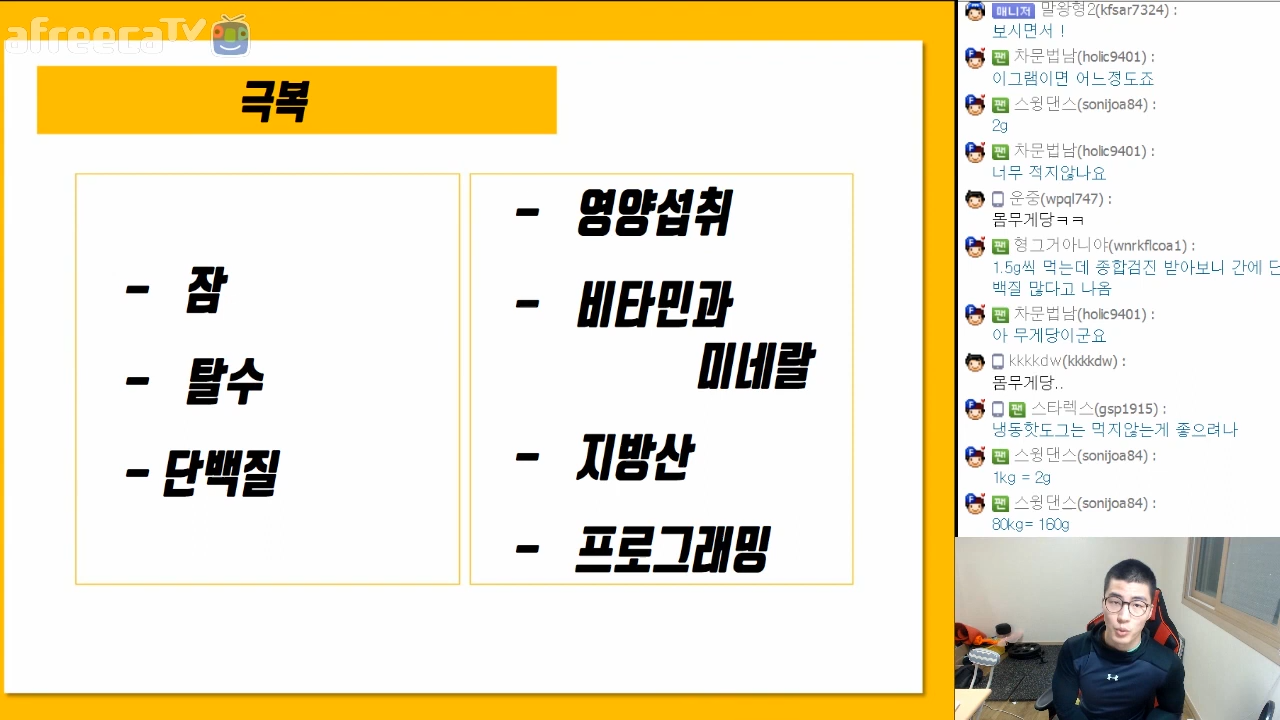 afreecaTV
극복
- 잠
- 탈수
- 단백질
- 영양섭취
- 비타민과
미네랄
- 지방산
- 프로그래밍
매니저 말왕형2(kfsar7324) :
보시면서 !
팬 차문법남(holic9401) :
이그램이면 어느정도죠
팬 스윙댄스(sonijoa84) :
2g
팬 차문법남(holic9401) :
너무 적지않나요
운중(wpql747) :
몸무게당ㅋㅋ
팬 형그거아니야(wnrkflcoa1) :
1.5g씩 먹는데 종합검진 받아보니 간에 단
백질 많다고 나옴
팬 차문법남(holic9401) :
아 무게당이군요
kkkkdw(kkkkdw) :
몸무게당..
팬 스타렉스(gsp1915) :
냉동핫도그는 먹지않는게 좋으려나
팬 스윙댄스(sonijoa84) :
1kg = 2g
팬 스윙댄스(sonijoa84) :
80kg= 160g